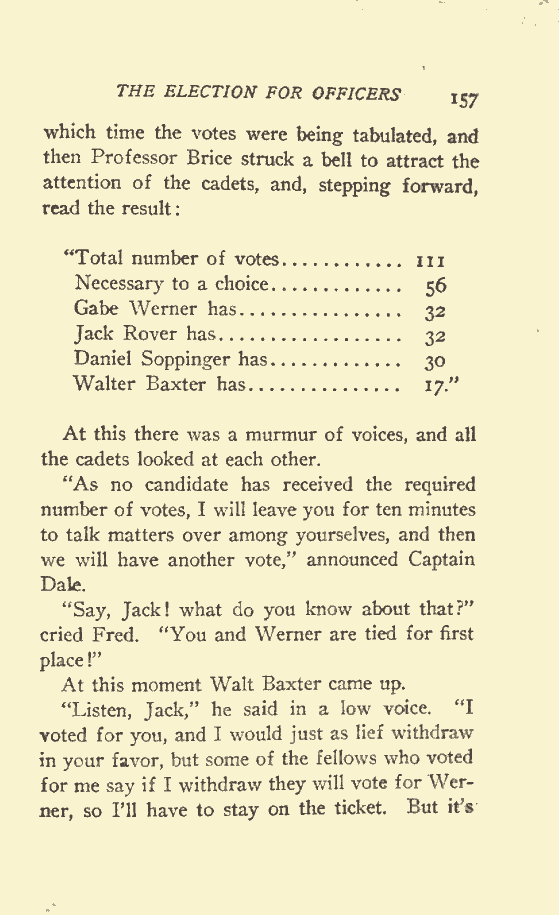 THE ELECTION FOR OFFICERS 157
which time the votes were being tabulated, and
then Professor Brice struck a bell to attract the
attention of the cadets, and, stepping forward,
read the result:
"Total number of votes............ 111
Necessary to a choice............. 56
Gabe Werner has................ 32
Jack Rover has.................. 32
Daniel Soppinger has............. 30
Walter Baxter has............... 17."
At this there was a murmur of voices, and all
the cadets looked at each other.
"As no candidate has received the required
number of votes, I will leave you for ten minutes
to talk matters over among yourselves, and then
we will have another vote," announced Captain
Dale.
"Say, Jack! what do you know about that?"
cried Fred. "You and Werner are tied for first
place!"
At this moment Walt Baxter came up.
"Listen, Jack," he said in a low voice. "I
voted for you, and I would just as lief withdraw
in your favor, but some of the fellows who voted
for me say if I withdraw they will vote for Wer-
ner, so I'll have to stay on the ticket. But it's